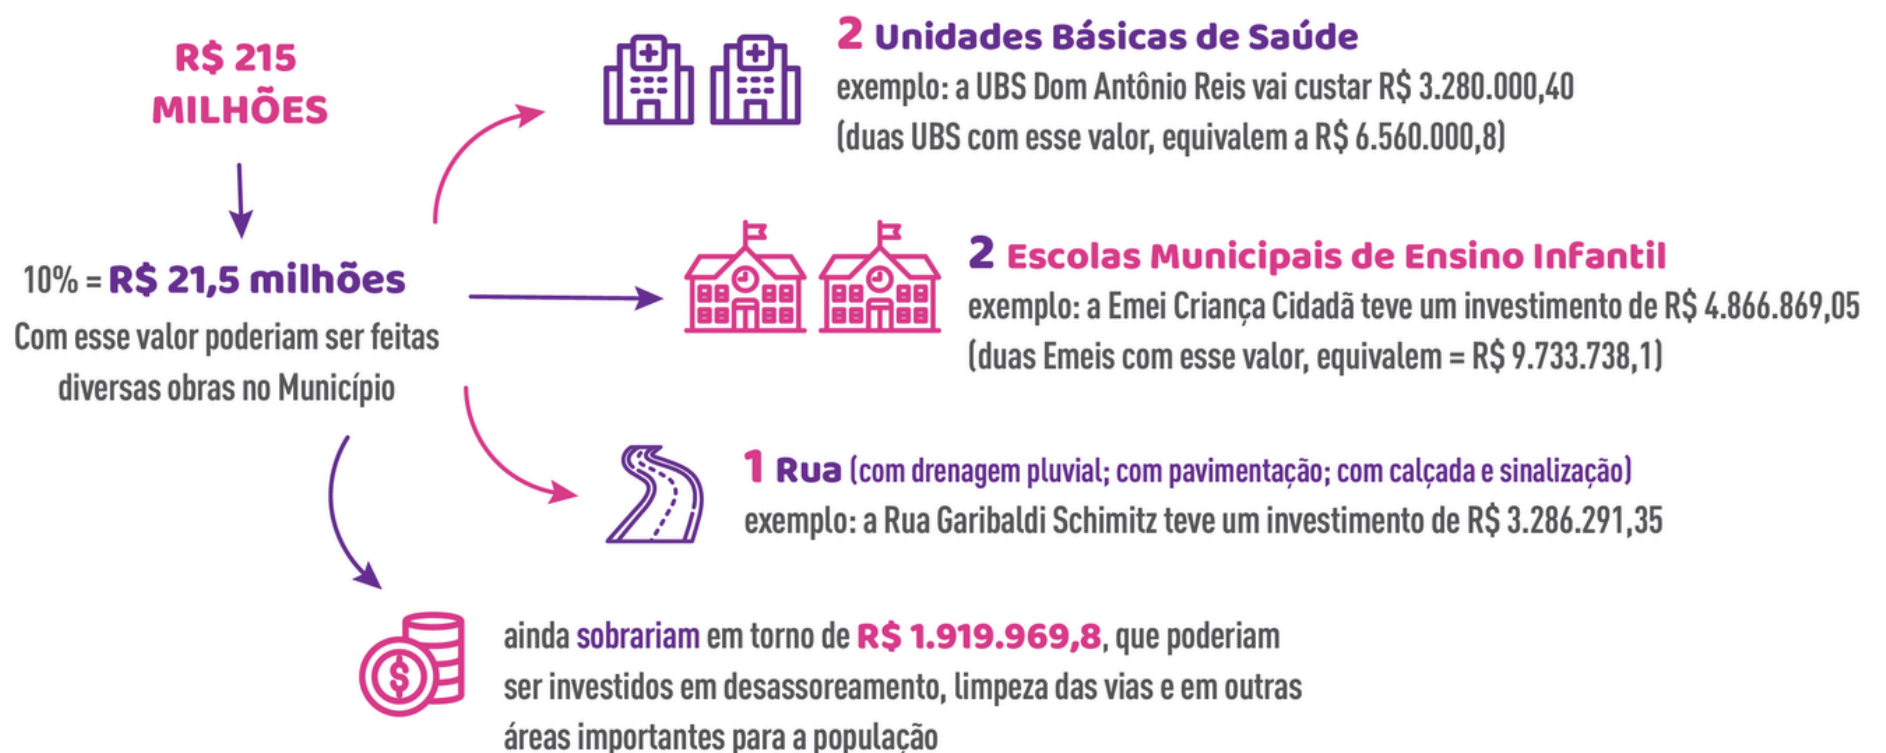 R$ 215
MILHÕES
10% = R$ 21,5 milhões
Com esse valor poderiam ser feitas
diversas obras no Município
2 Unidades Básicas de Saúde
exemplo: a UBS Dom Antônio Reis vai custar R$ 3.280.000,40
(duas UBS com esse valor, equivalem a R$ 6.560.000,8)
2 Escolas Municipais de Ensino Infantil
exemplo: a Emei Criança Cidadã teve um investimento de R$ 4.866.869,05
(duas Emeis com esse valor, equivalem = R$ 9.733.738,1)
1 Rua (com drenagem pluvial; com pavimentação; com calçada e sinalização)
exemplo: a Rua Garibaldi Schimitz teve um investimento de R$ 3.286.291,35
ainda sobrariam em torno de R$ 1.919.969,8, que poderiam
ser investidos em desassoreamento, limpeza das vias e em outras
áreas importantes para a população